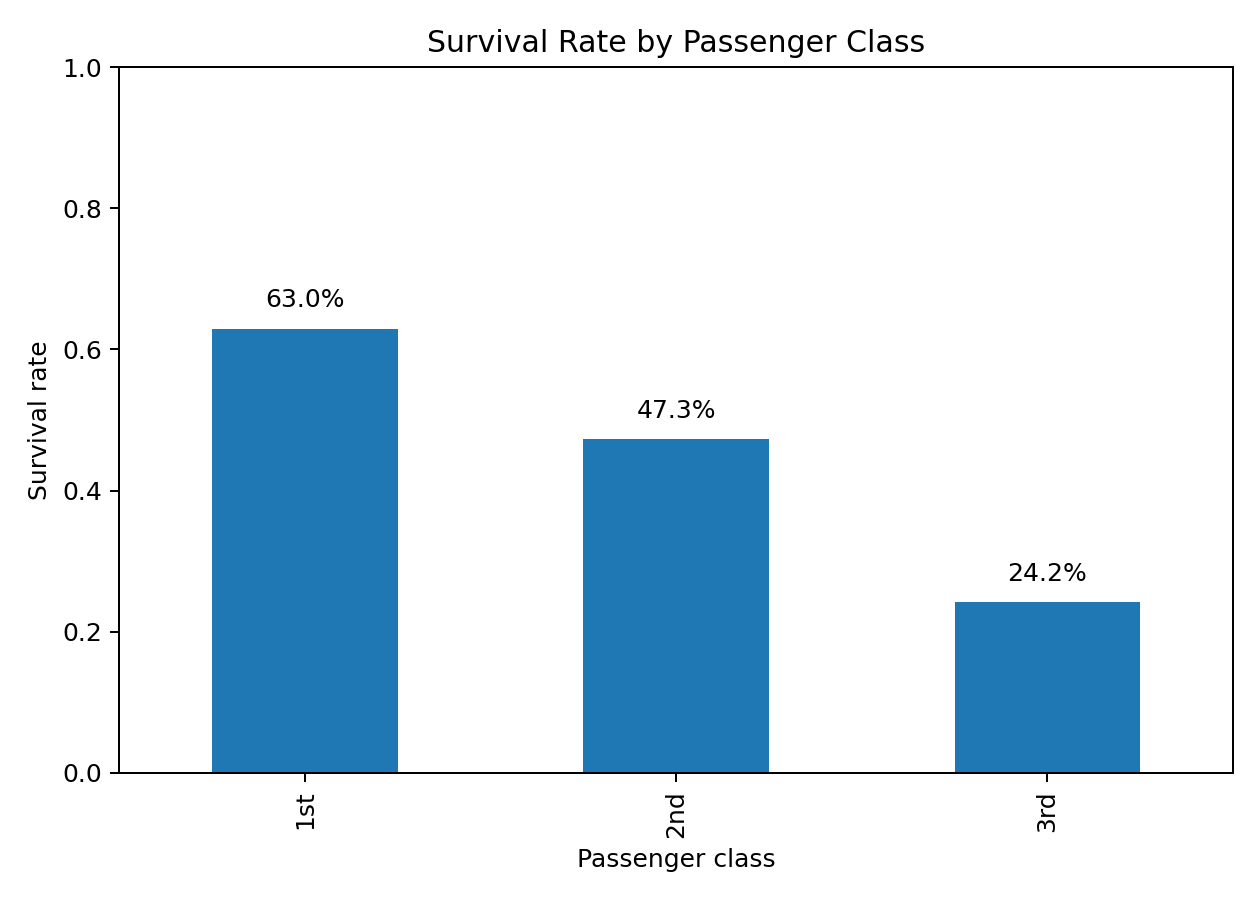 Survival Rate by Passenger Class
1.0
0.8
0.6
0.4
0.2
0.0
Survival rate
63.0%
47.3%
24.2%
1st
2nd
3rd
Passenger class